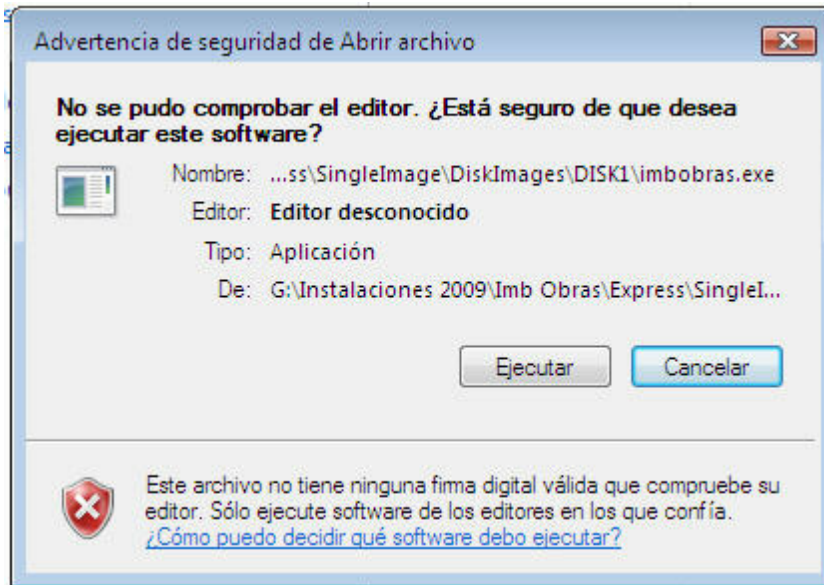 Advertencia de seguridad de Abrir archivo
No se pudo comprobar el editor. ¿Está seguro de que desea
ejecutar este software?
Nombre: ...ss\SingleImage\DiskImages\DISK1\imbobras.exe
Editor: Editor desconocido
Tipo: Aplicación
De: G:\Instalaciones 2009\Imb Obras\Express\SingleI...
Ejecutar Cancelar
Este archivo no tiene ninguna firma digital válida que compruebe su
editor. Sólo ejecute software de los editores en los que confía.
¿Cómo puedo decidir qué software debo ejecutar?